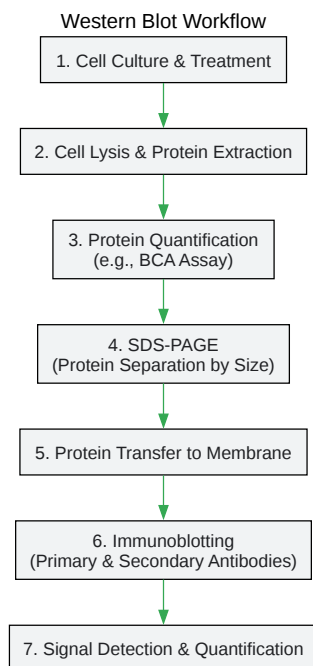 Western Blot Workflow
1. Cell Culture & Treatment
2. Cell Lysis & Protein Extraction
3. Protein Quantification
(e.g., BCA Assay)
4. SDS-PAGE
(Protein Separation by Size)
5. Protein Transfer to Membrane
6. Immunoblotting
(Primary & Secondary Antibodies)
7. Signal Detection & Quantification